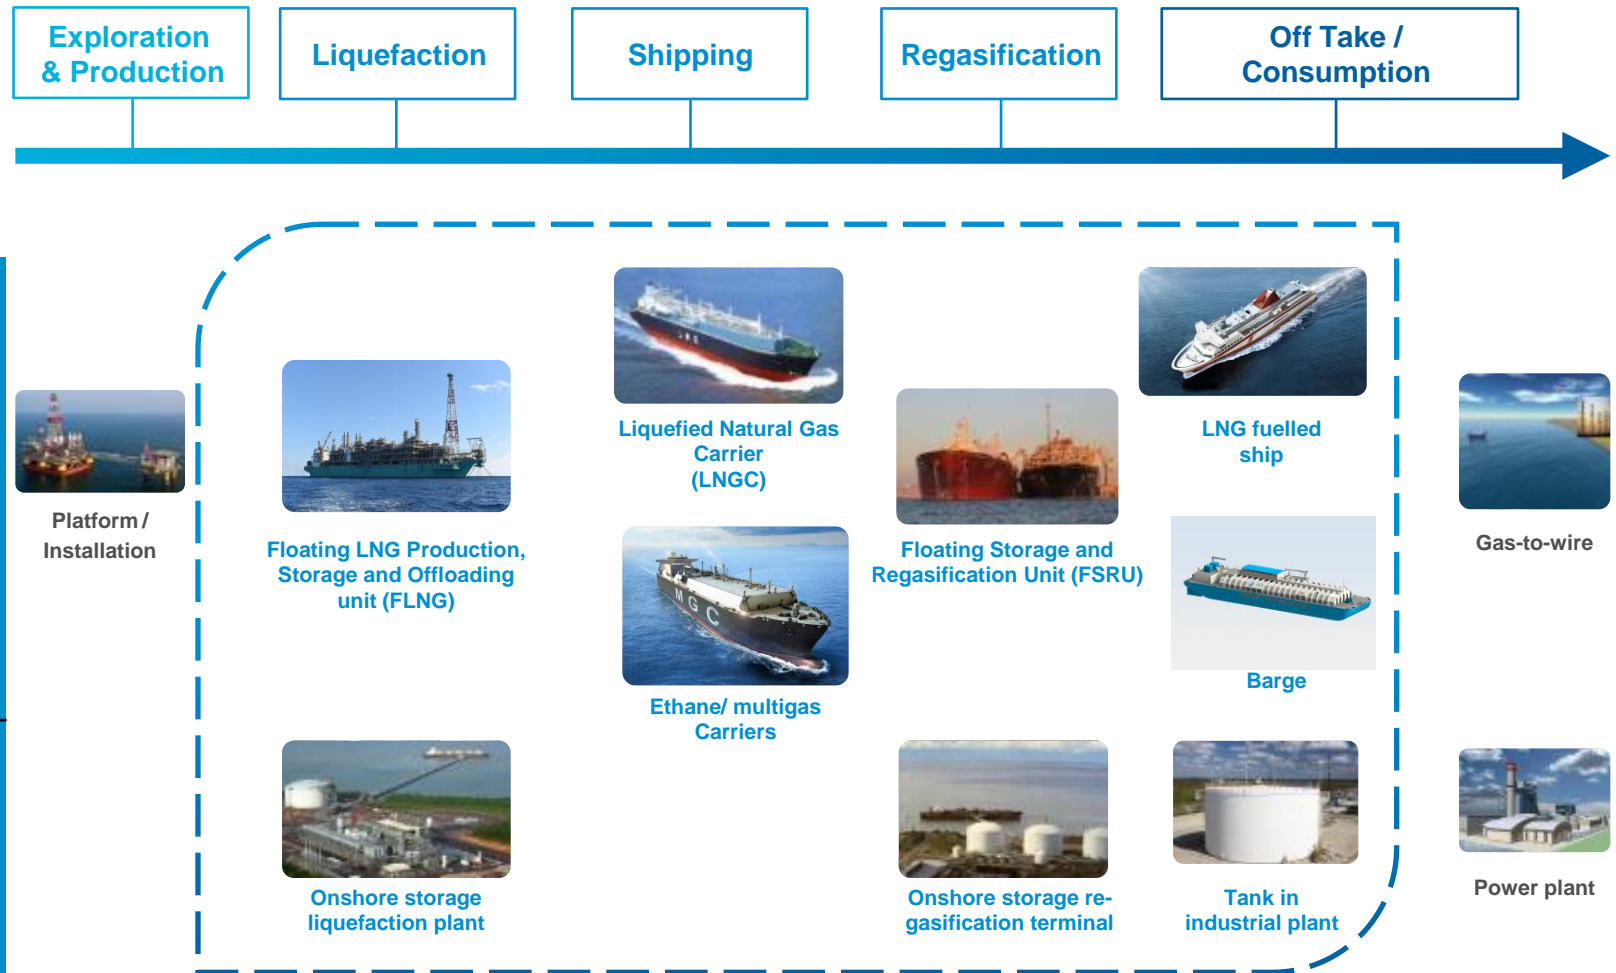 Exploration
& Production
Liquefaction
Shipping
Regasification
Off Take /
Consumption
Platform /
Installation
Floating LNG Production,
Storage and Offloading
unit (FLNG)
Onshore storage
liquefaction plant
Liquefied Natural Gas
Carrier
(LNGC)
MGC
Ethane/ multigas
Carriers
Floating Storage and
Regasification Unit (FSRU)
Onshore storage re-
gasification terminal
LNG fuelled
ship
Barge
Tank in
industrial plant
Gas-to-wire
Power plant